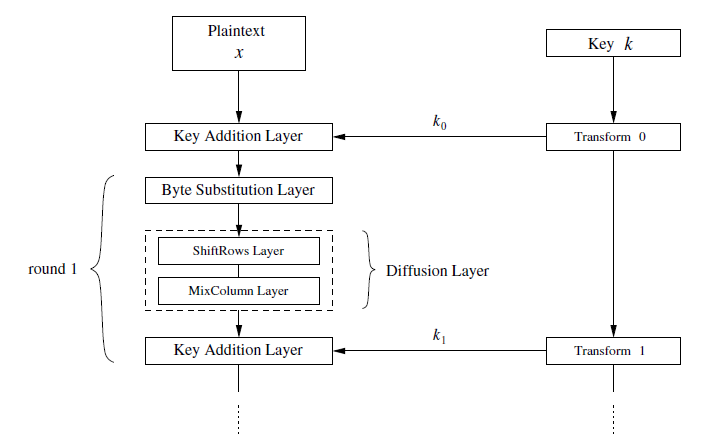 Plaintext
x
Key k
Key Addition Layer
k0
Transform 0
Byte Substitution Layer
ShiftRows Layer
round 1
Diffusion Layer
MixColumn Layer
Key Addition Layer
k1
Transform 1